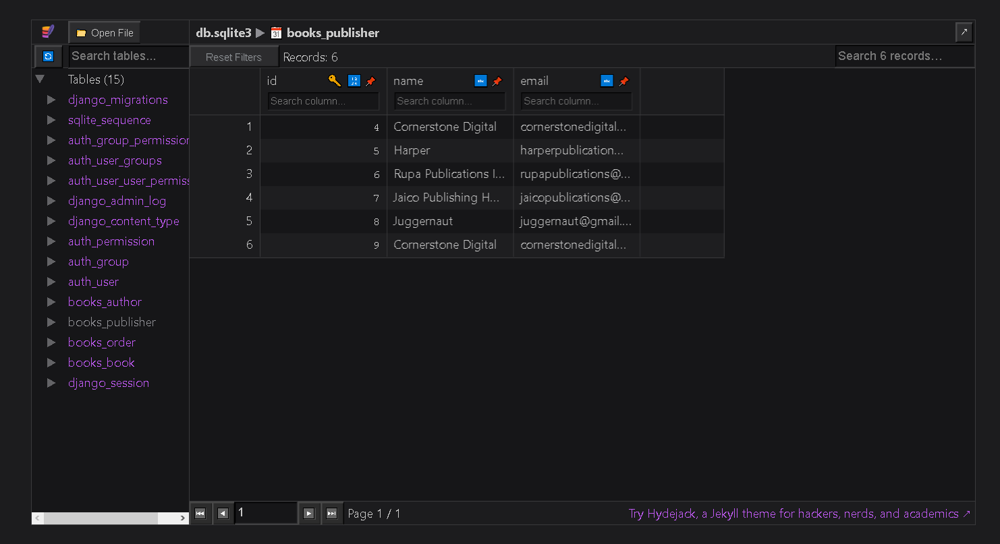 Open File
db.sqlite3 ▶ books_publisher
Search tables...
Reset Filters
Records: 6
Search 6 records...
Tables (15)
django_migrations
sqlite_sequence
auth_group_permission
auth_user_groups
auth_user_user_permiss
django_admin_log
django_content_type
auth_permission
auth_group
auth_user
books_author
books_publisher
books_order
books_book
django_session
id name email
Search column... Search column... Search column...
1 4 Cornerstone Digital cornerstonedigital...
2 5 Harper harperpublication...
3 6 Rupa Publications I... rupapublications@...
4 7 Jaico Publishing H... jaicopublications@...
5 8 Juggernaut juggernaut@gmail....
6 9 Cornerstone Digital cornerstonedigital...
1
Page 1 / 1
Try Hydejack, a Jekyll theme for hackers, nerds, and academics ↗